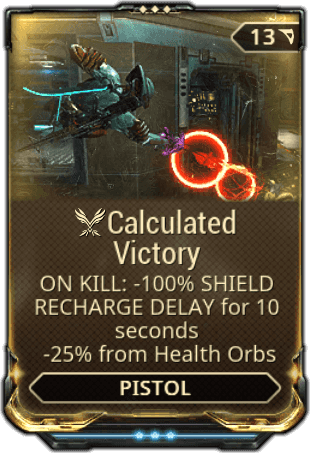 13
Calculated
Victory
ON KILL: -100% SHIELD
RECHARGE DELAY for 10
seconds
-25% from Health Orbs
PISTOL